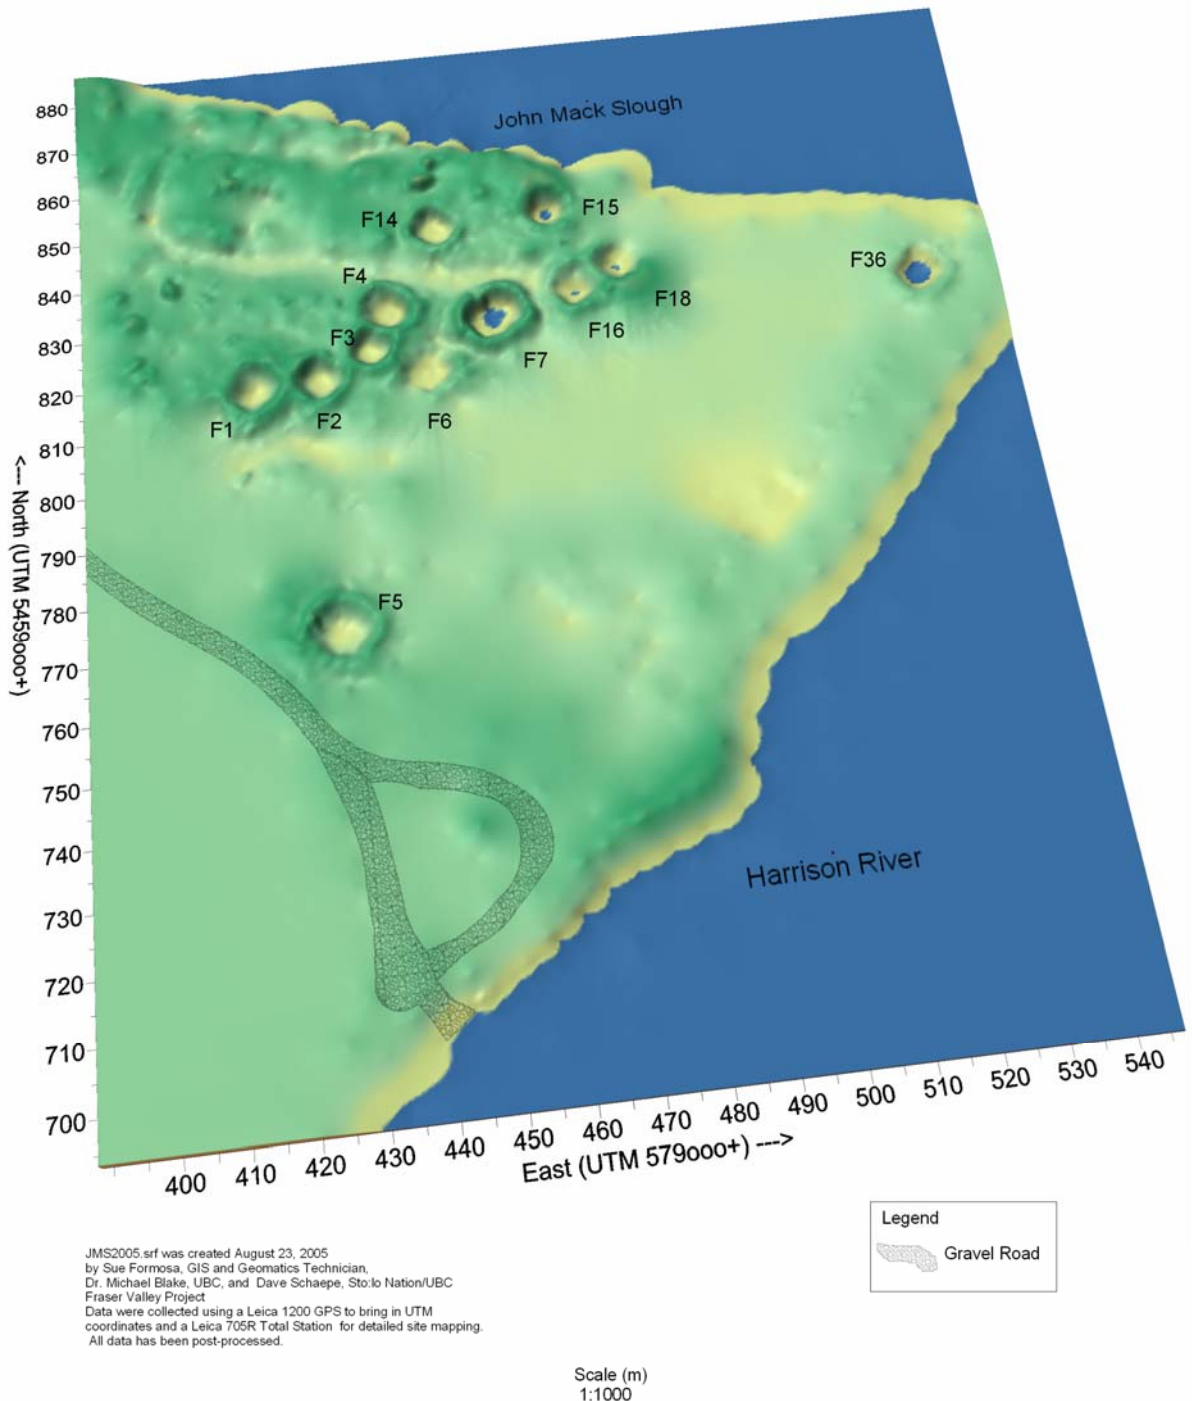 John Mack Slough
880
870
860
850
840
830
820
810
800
790
780
770
760
750
740
730
720
710
700
<--- North (UTM 5459ooo+)
F14
F15
F4
F36
F18
F3
F16
F7
F1
F2
F6
F5
Harrison River
400
410
420
430
440
450
460
470
480
490
500
510
520
530
540
East (UTM 579ooo+) --->
Legend
Gravel Road
JMS2005.srf was created August 23, 2005
by Sue Formosa, GIS and Geomatics Technician,
Dr. Michael Blake, UBC, and Dave Schaepe, Sto:lo Nation/UBC
Fraser Valley Project
Data were collected using a Leica 1200 GPS to bring in UTM
coordinates and a Leica 705R Total Station for detailed site mapping.
All data has been post-processed.
Scale (m)
1:1000